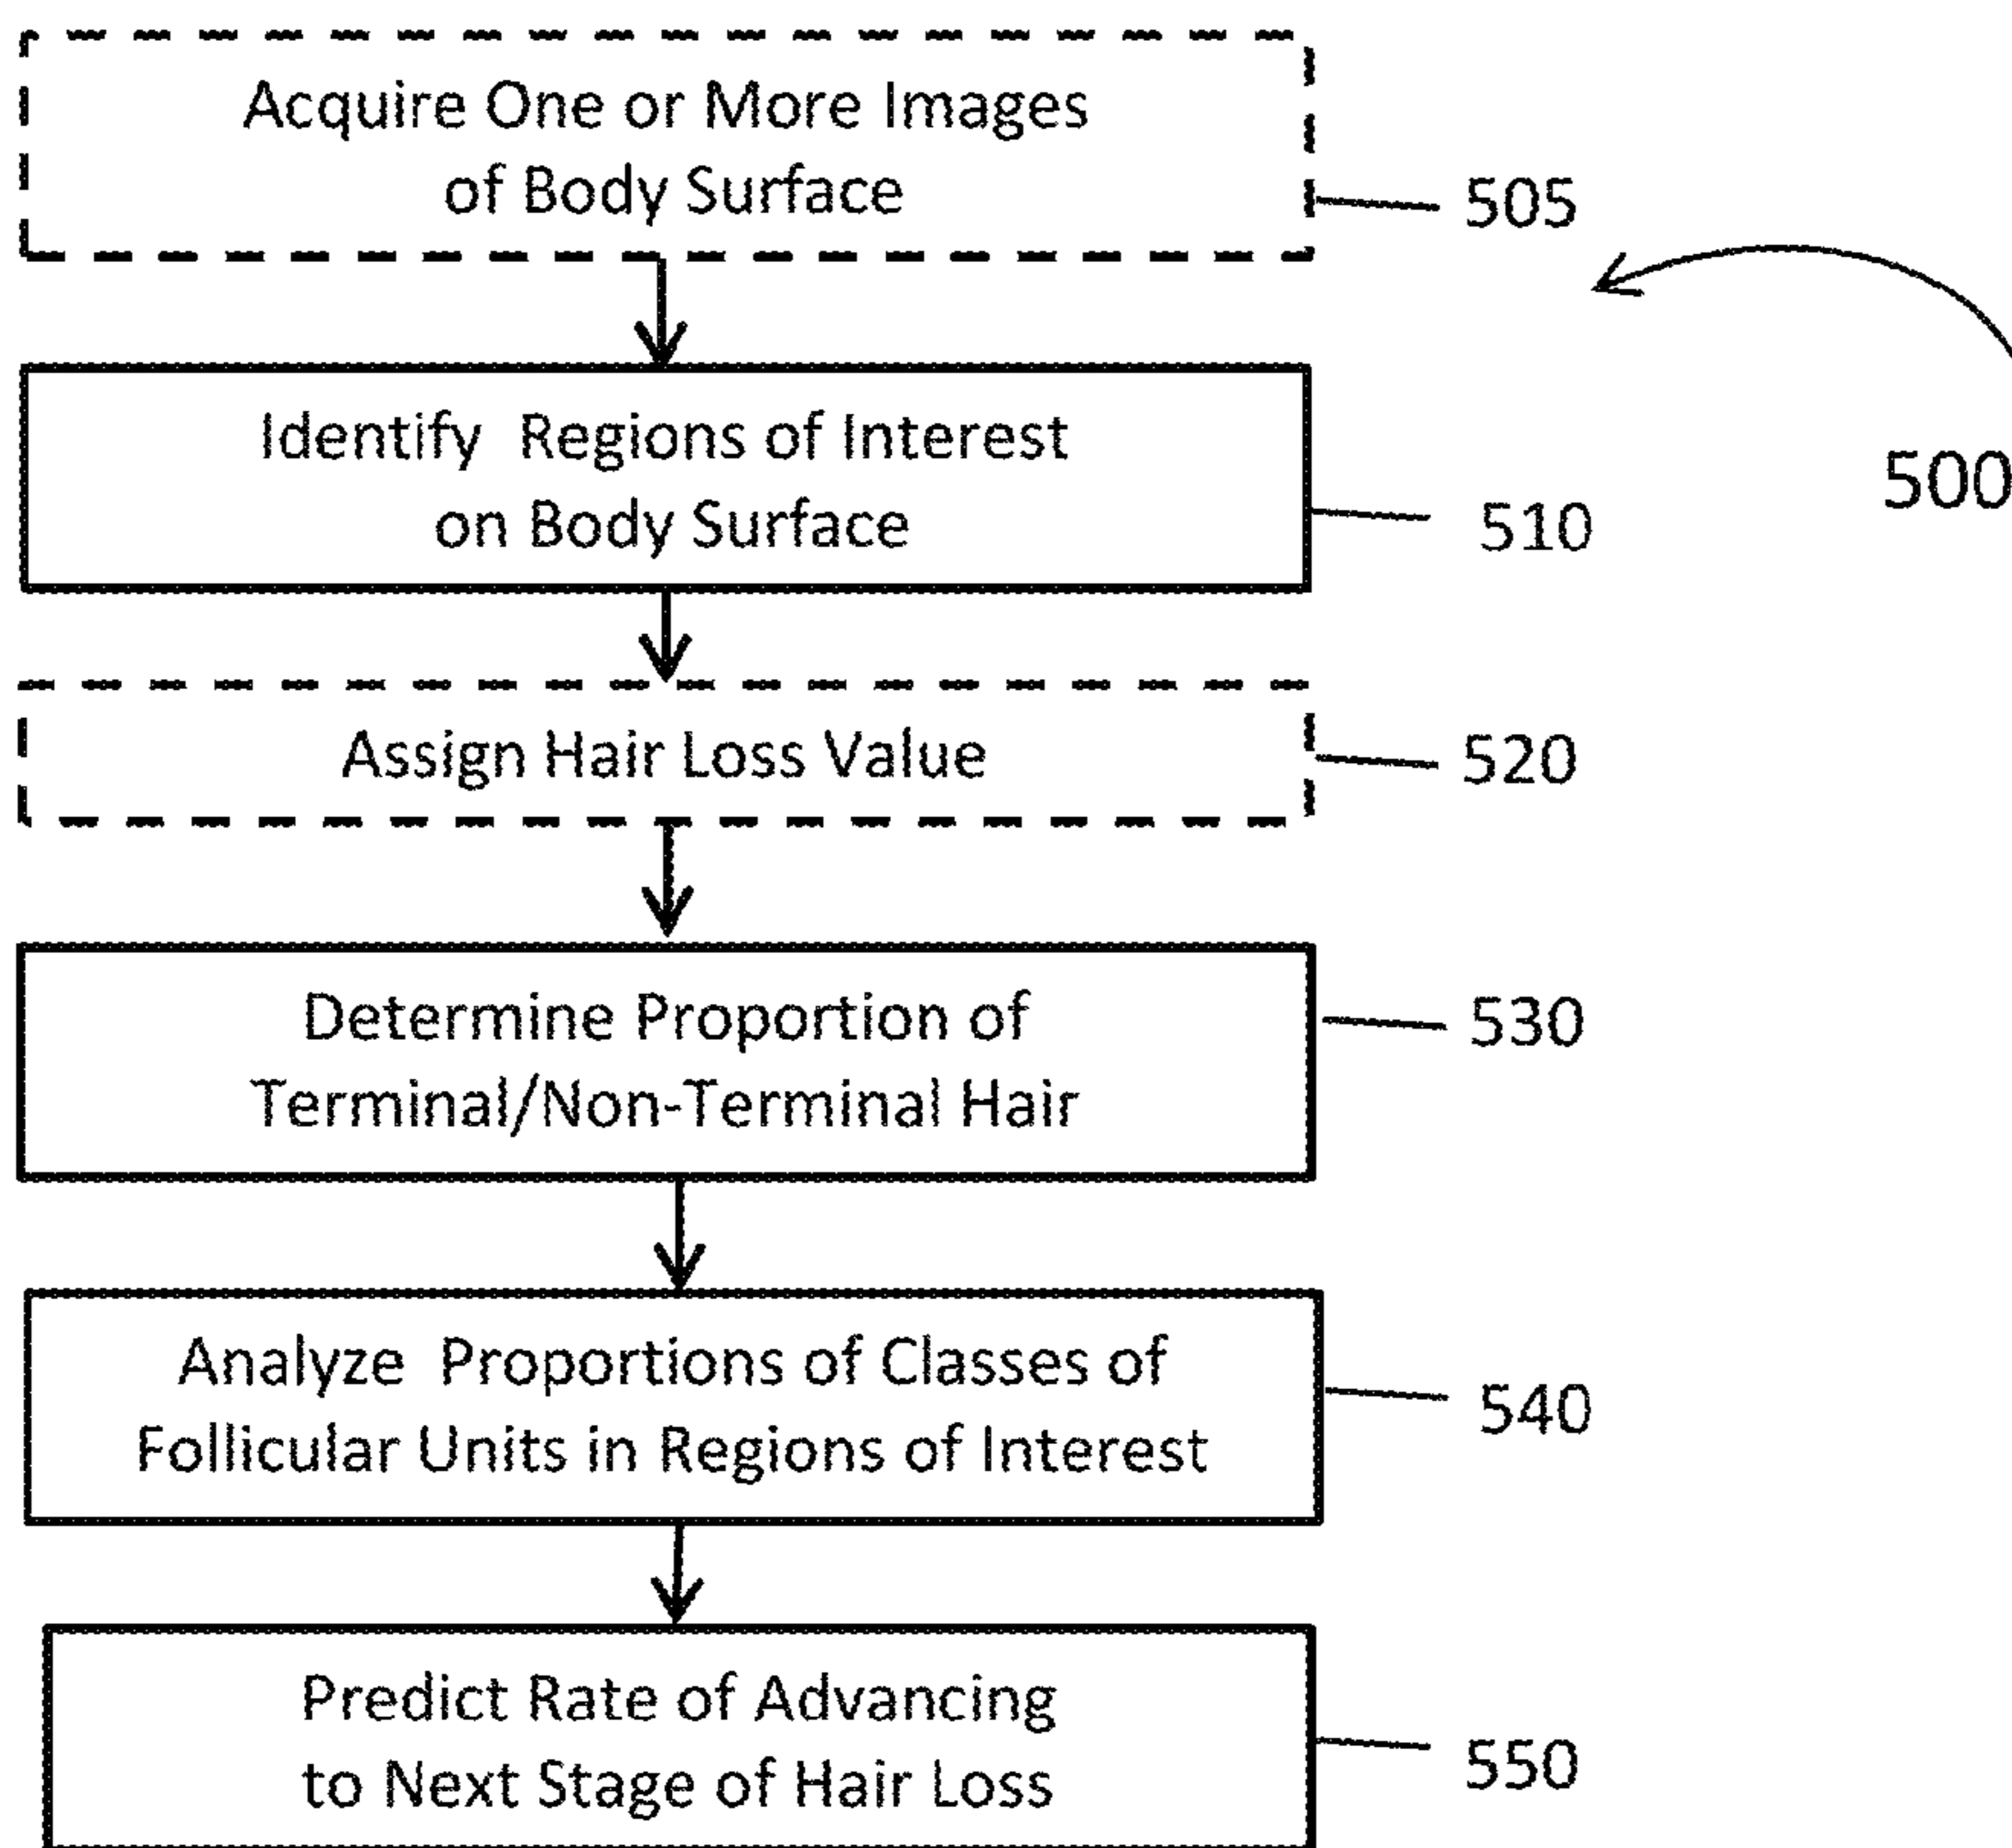 Acquire One or More Images
of Body Surface
505
Identify Regions of Interest
on Body Surface
510
500
Assign Hair Loss Value
520
Determine Proportion of
Terminal/Non-Terminal Hair
530
Analyze Proportions of Classes of
Follicular Units in Regions of Interest
540
Predict Rate of Advancing
to Next Stage of Hair Loss
550